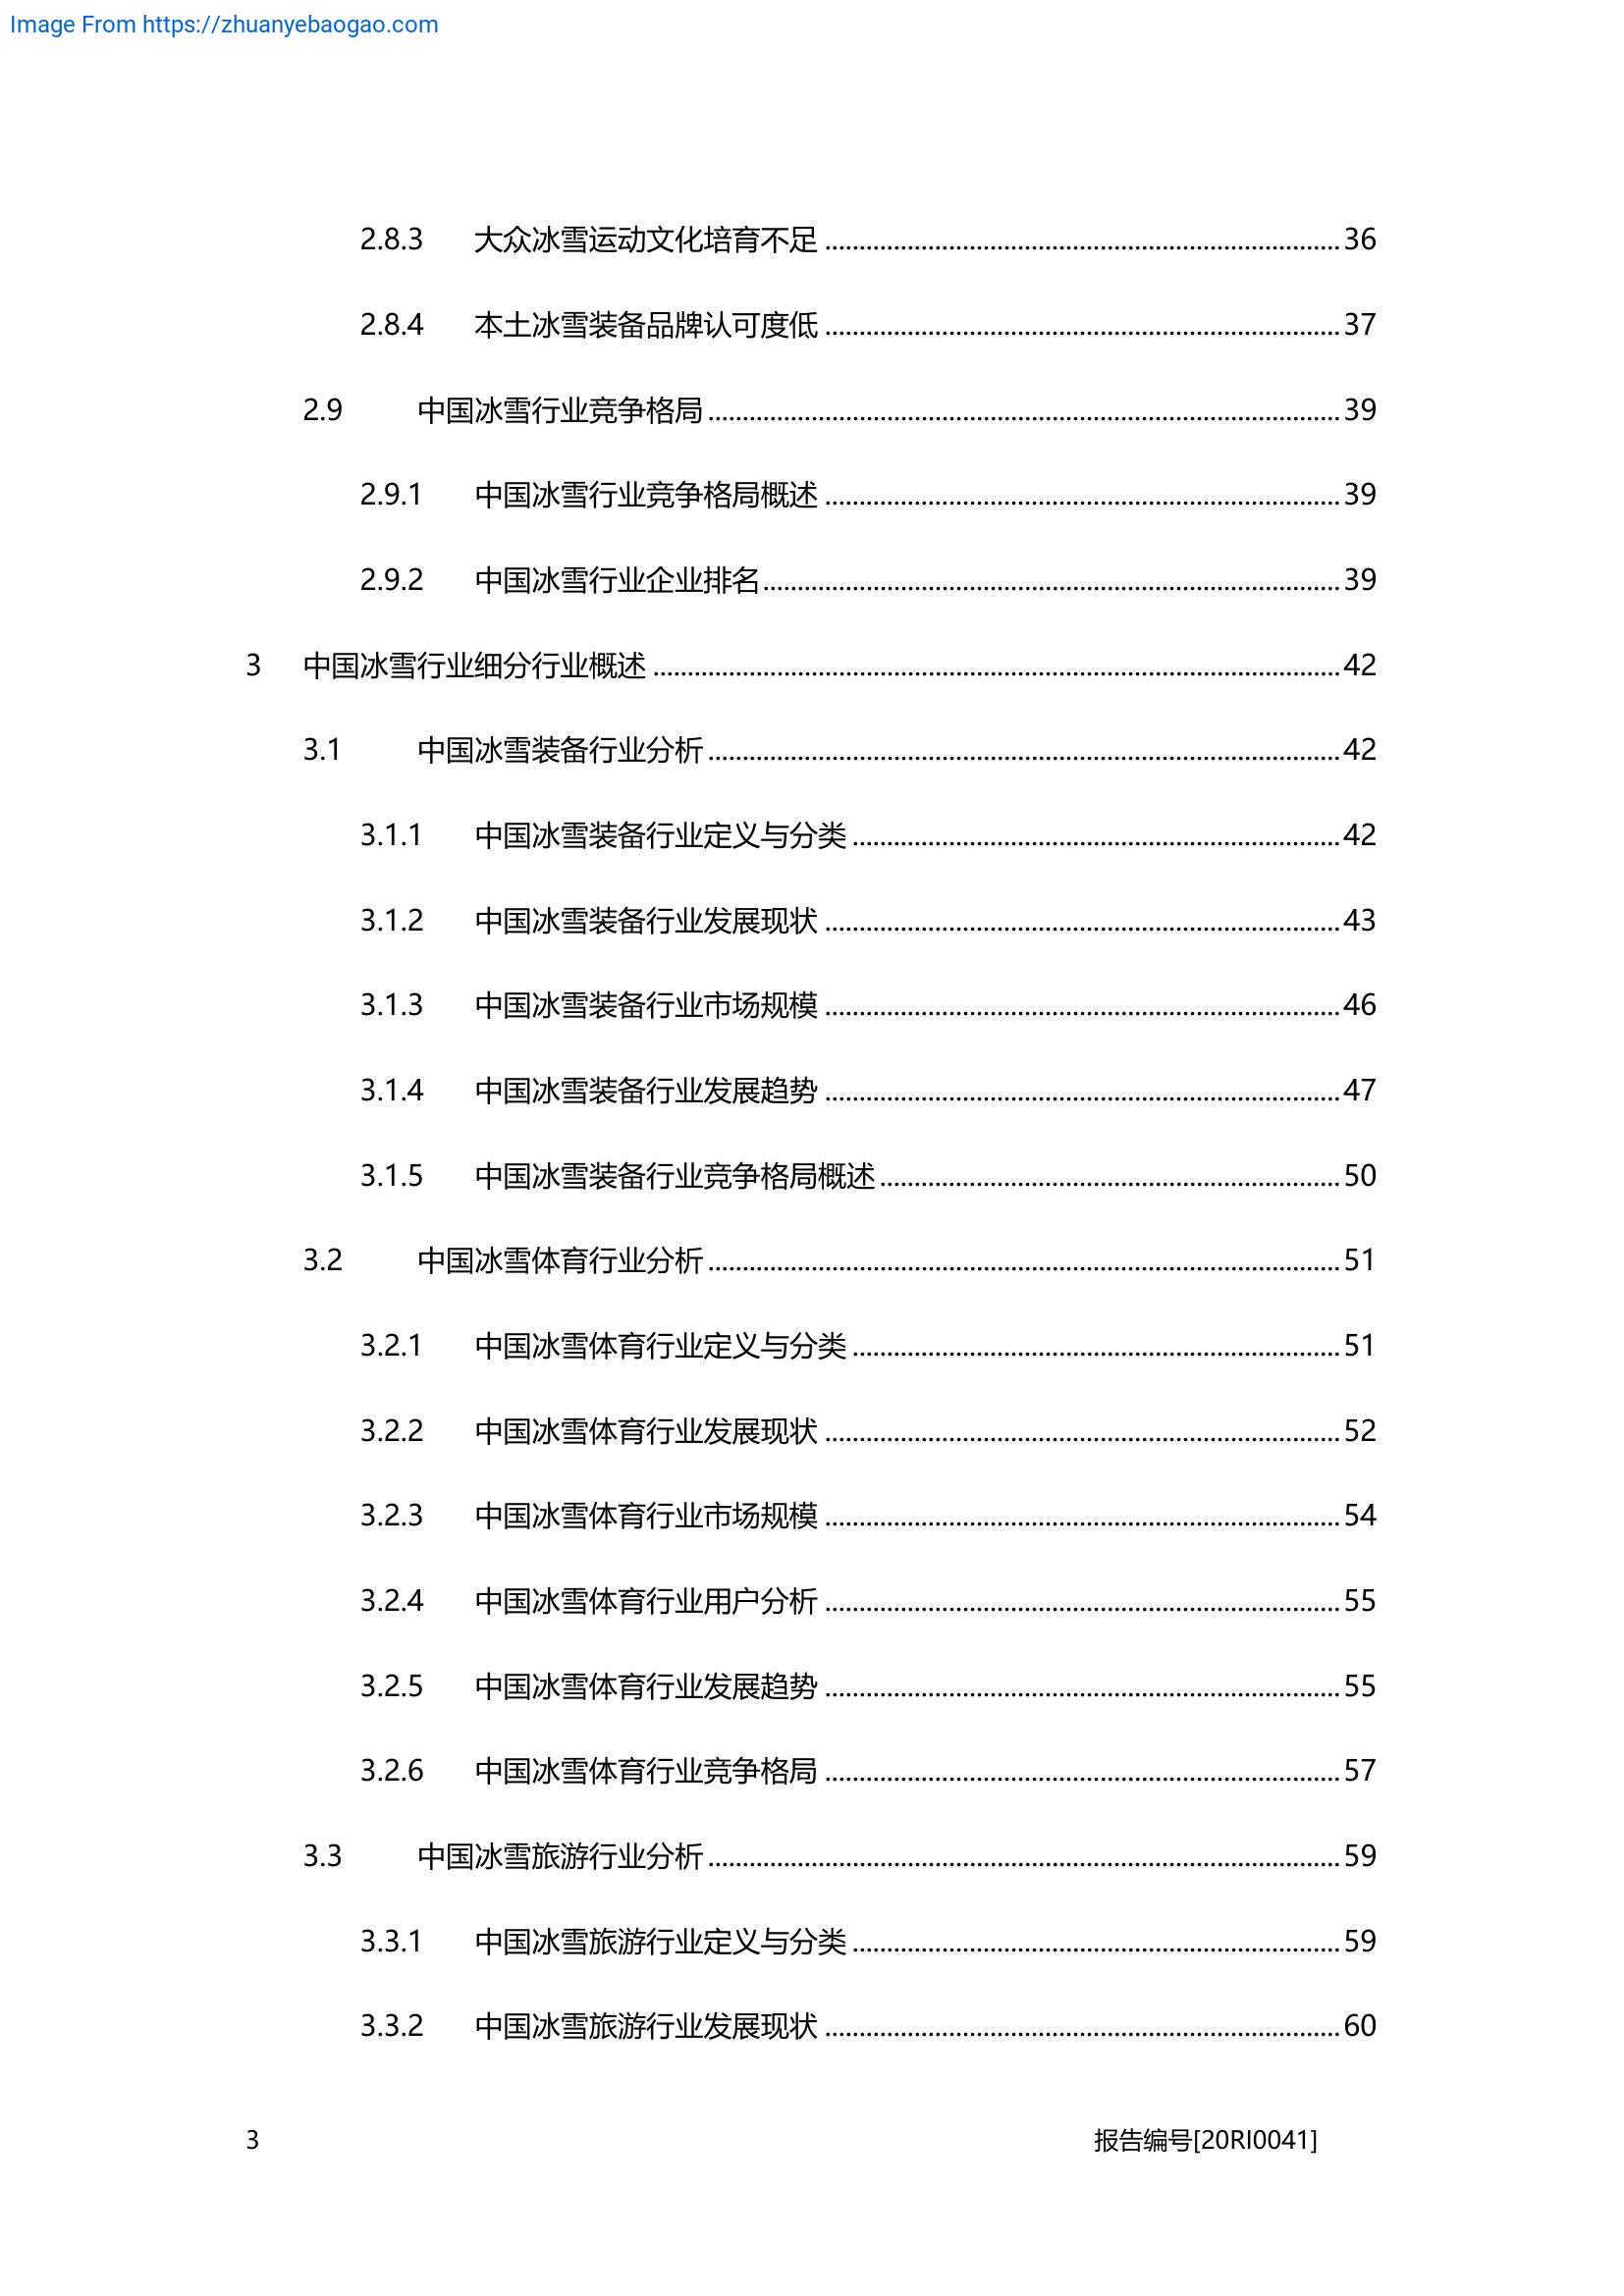 Image From https://zhuanyebaogao.com
2.8.3 大众冰雪运动文化培育不足 36
2.8.4 本土冰雪装备品牌认可度低 37
2.9 中国冰雪行业竞争格局 39
2.9.1 中国冰雪行业竞争格局概述 39
2.9.2 中国冰雪行业企业排名 39
3 中国冰雪行业细分行业概述 42
3.1 中国冰雪装备行业分析 42
3.1.1 中国冰雪装备行业定义与分类 42
3.1.2 中国冰雪装备行业发展现状 43
3.1.3 中国冰雪装备行业市场规模 46
3.1.4 中国冰雪装备行业发展趋势 47
3.1.5 中国冰雪装备行业竞争格局概述 50
3.2 中国冰雪体育行业分析 51
3.2.1 中国冰雪体育行业定义与分类 51
3.2.2 中国冰雪体育行业发展现状 52
3.2.3 中国冰雪体育行业市场规模 54
3.2.4 中国冰雪体育行业用户分析 55
3.2.5 中国冰雪体育行业发展趋势 55
3.2.6 中国冰雪体育行业竞争格局 57
3.3 中国冰雪旅游行业分析 59
3.3.1 中国冰雪旅游行业定义与分类 59
3.3.2 中国冰雪旅游行业发展现状 60
3 报告编号[20RI0041]